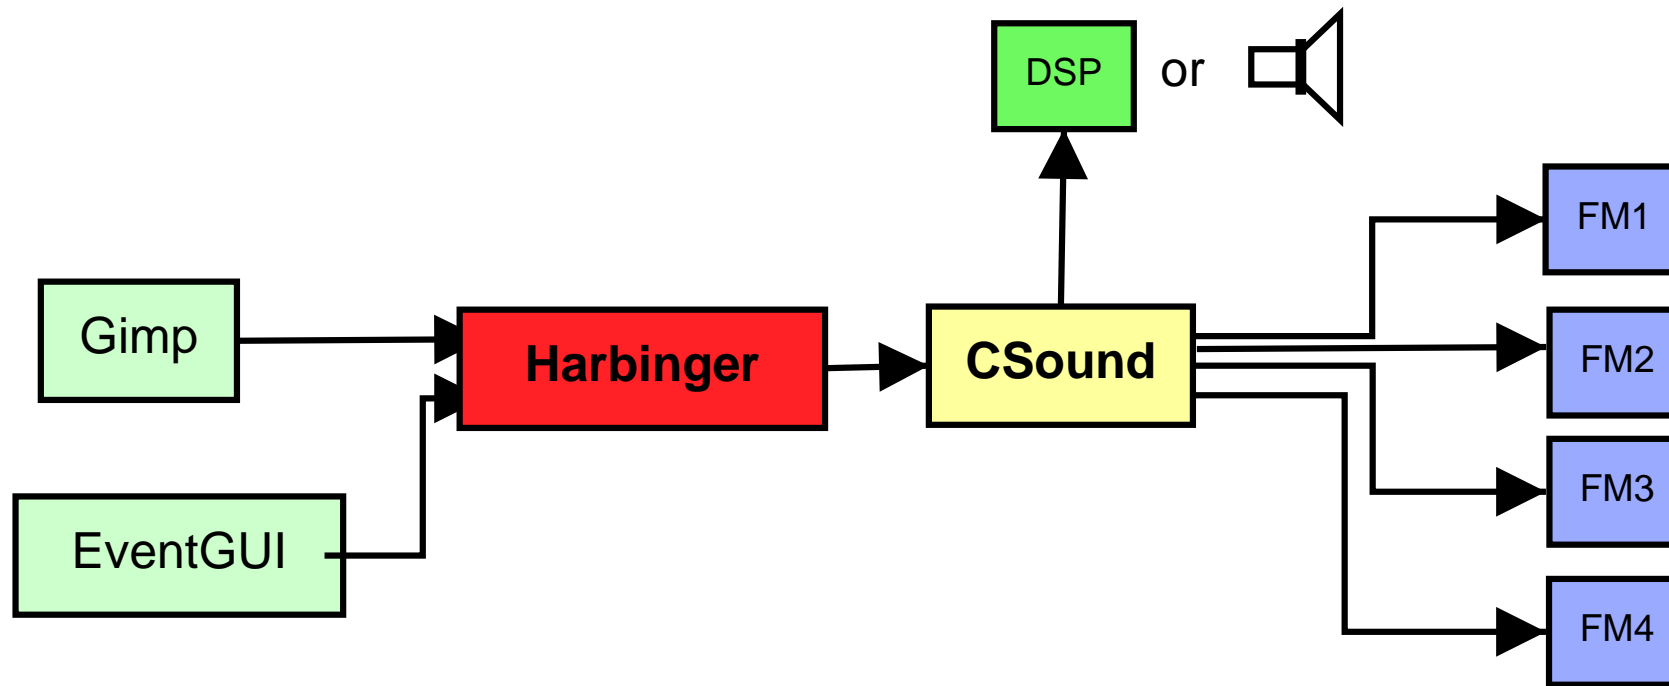 DSP or
FM1
Gimp
Harbinger
CSound
FM2
FM3
EventGUI
FM4